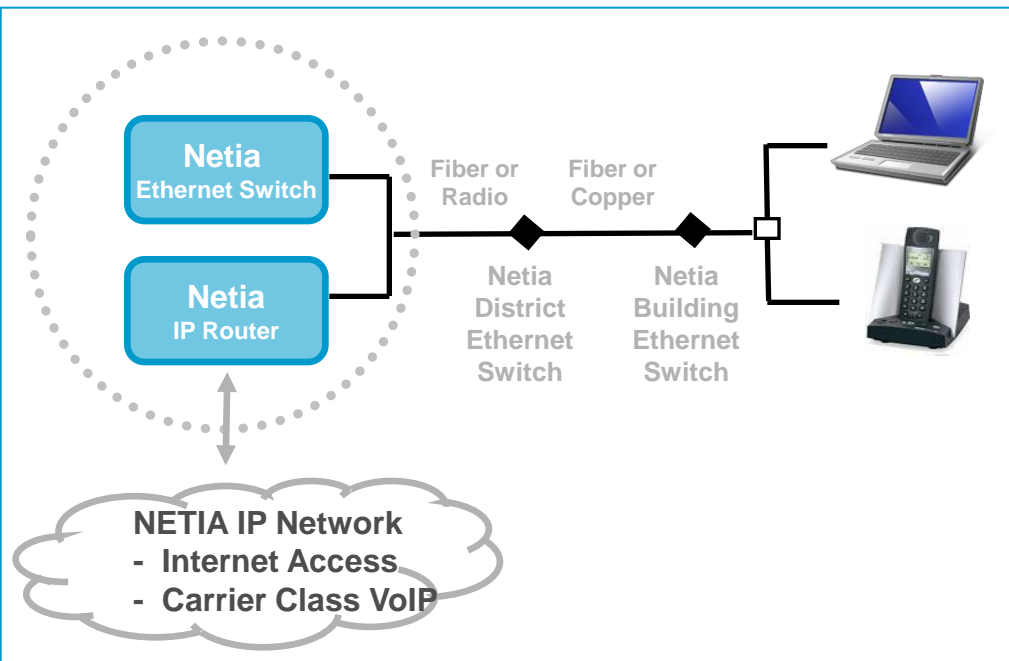 Netia
Ethernet Switch
Netia
IP Router
Fiber or
Radio
Fiber or
Copper
Netia
District
Ethernet
Switch
Netia
Building
Ethernet
Switch
NETIA IP Network
- Internet Access
- Carrier Class VoIP